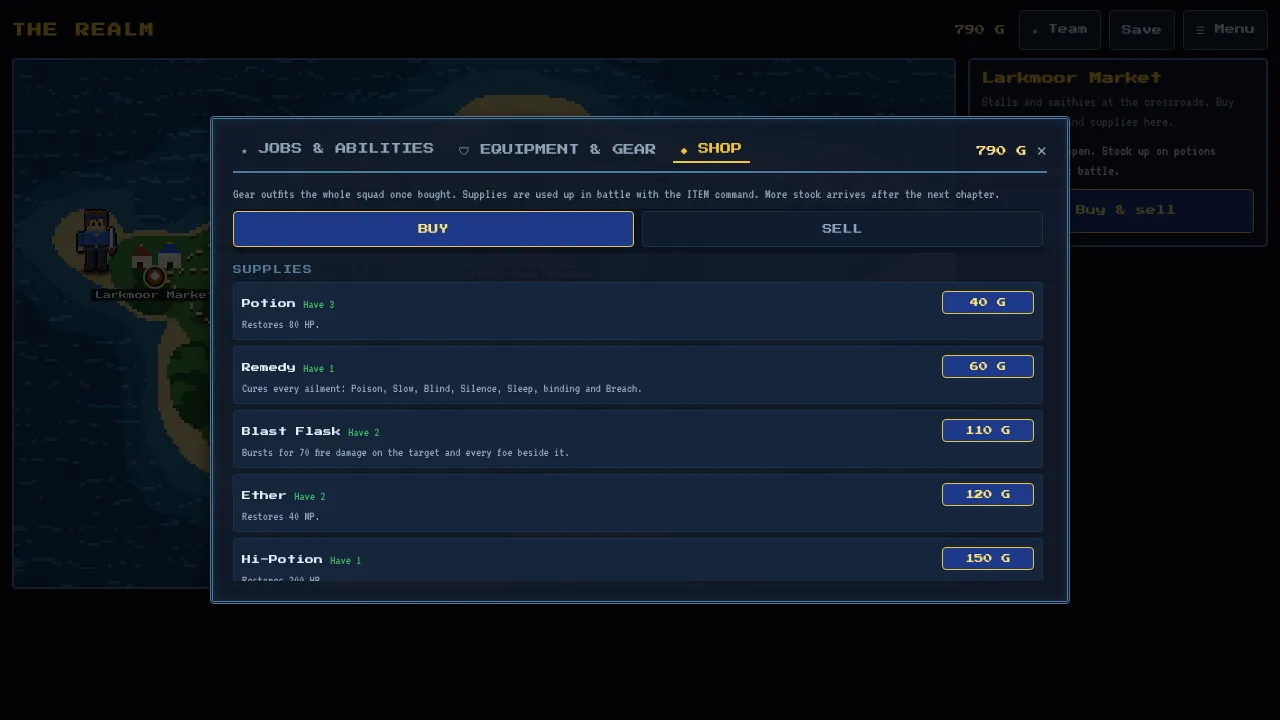 THE REALM
790 G
Team
Save
☰ Menu
Larkmoor Market
Stalls and smithies at the crossroads. Buy
nd supplies here.
pen. Stock up on potions
battle.
Buy & sell
Larkmoor Market
JOBS & ABILITIES
EQUIPMENT & GEAR
SHOP
790 G ×
Gear outfits the whole squad once bought. Supplies are used up in battle with the ITEM command. More stock arrives after the next chapter.
BUY
SELL
SUPPLIES
Potion Have 3
40 G
Restores 80 HP.
Remedy Have 1
60 G
Cures every ailment: Poison, Slow, Blind, Silence, Sleep, binding and Breach.
Blast Flask Have 2
110 G
Bursts for 70 fire damage on the target and every foe beside it.
Ether Have 2
120 G
Restores 40 MP.
Hi-Potion Have 1
150 G
Restores 200 HP.